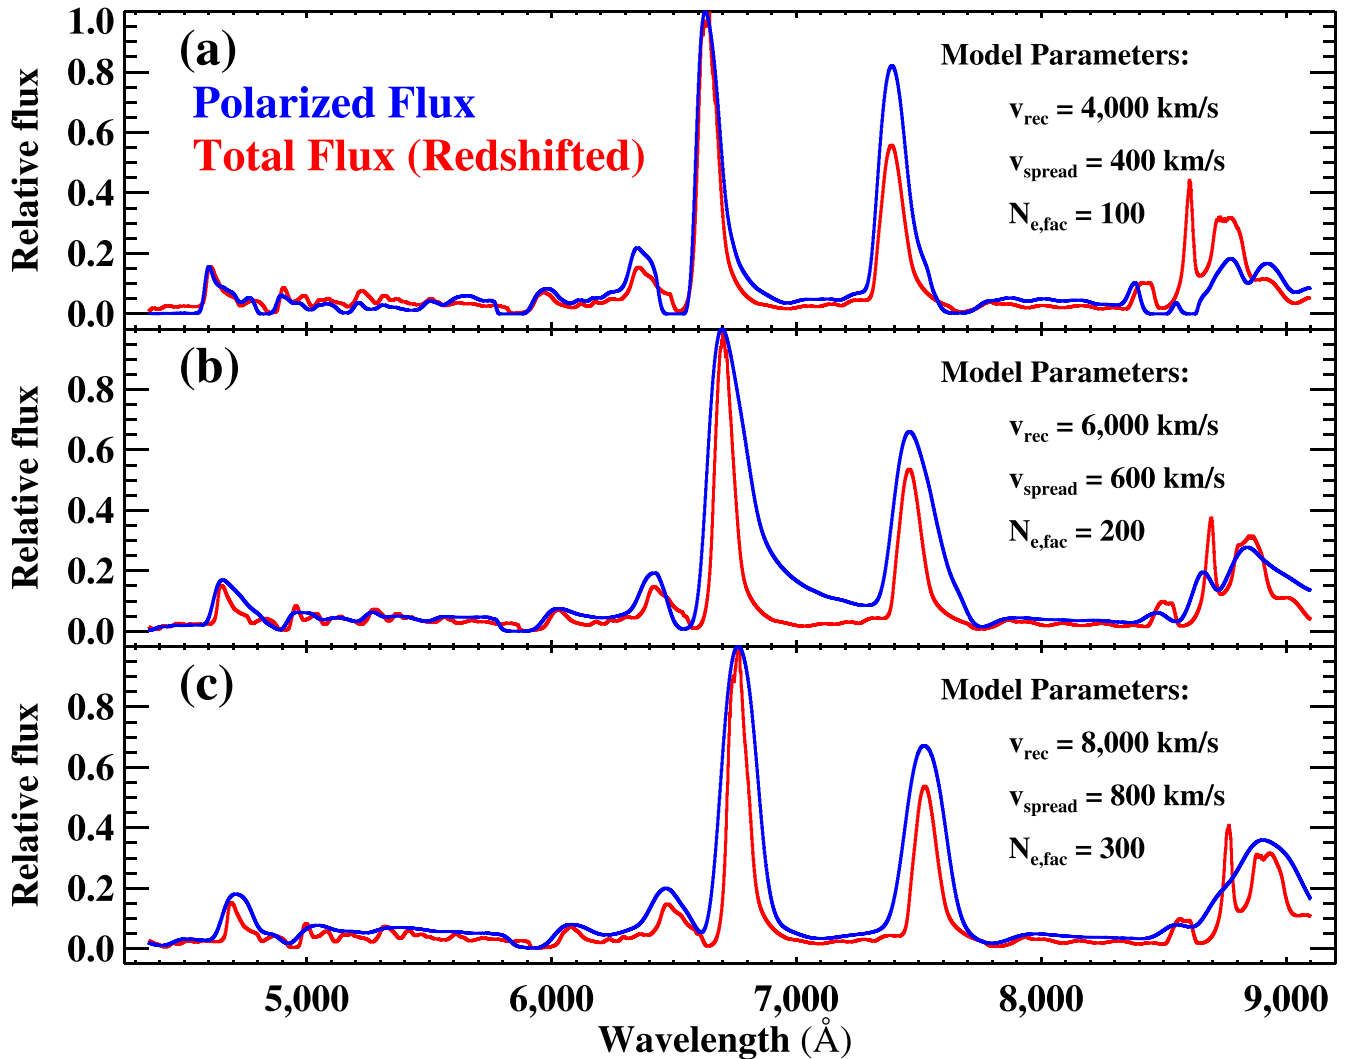 (a)
Polarized Flux
Total Flux (Redshifted)
Model Parameters:
v_rec = 4,000 km/s
v_spread = 400 km/s
N_e,fac = 100
Relative flux
1.0
0.8
0.6
0.4
0.2
0.0
(b)
Model Parameters:
v_rec = 6,000 km/s
v_spread = 600 km/s
N_e,fac = 200
Relative flux
0.8
0.6
0.4
0.2
0.0
(c)
Model Parameters:
v_rec = 8,000 km/s
v_spread = 800 km/s
N_e,fac = 300
Relative flux
0.8
0.6
0.4
0.2
0.0
5,000 6,000 7,000 8,000 9,000
Wavelength (Å)